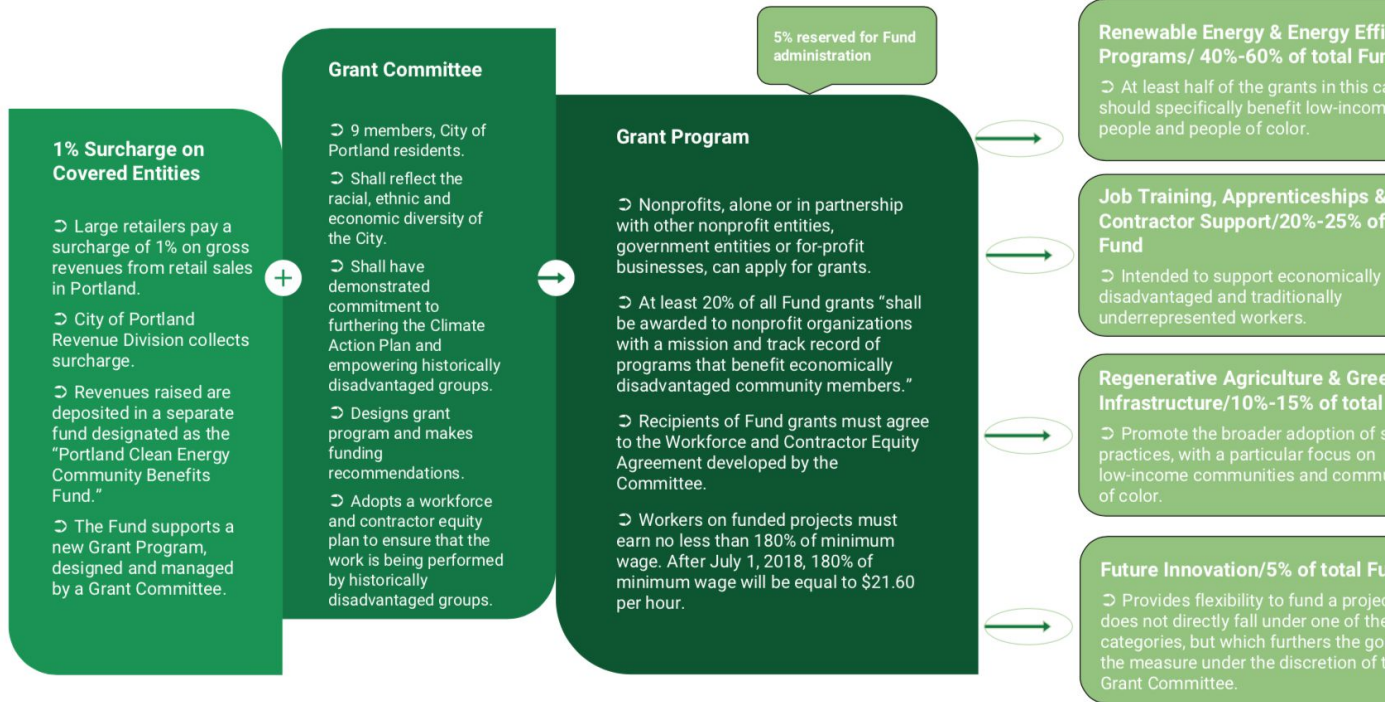 1% Surcharge on
Covered Entities
➲ Large retailers pay a
surcharge of 1% on gross
revenues from retail sales
in Portland.
➲ City of Portland
Revenue Division collects
surcharge.
➲ Revenues raised are
deposited in a separate
fund designated as the
“Portland Clean Energy
Community Benefits
Fund.”
➲ The Fund supports a
new Grant Program,
designed and managed
by a Grant Committee.
+
Grant Committee
➲ 9 members, City of
Portland residents.
➲ Shall reflect the
racial, ethnic and
economic diversity of
the City.
➲ Shall have
demonstrated
commitment to
furthering the Climate
Action Plan and
empowering historically
disadvantaged groups.
➲ Designs grant
program and makes
funding
recommendations.
➲ Adopts a workforce
and contractor equity
plan to ensure that the
work is being performed
by historically
disadvantaged groups.
5% reserved for Fund
administration
Grant Program
➲ Nonprofits, alone or in partnership
with other nonprofit entities,
government entities or for-profit
businesses, can apply for grants.
➲ At least 20% of all Fund grants “shall
be awarded to nonprofit organizations
with a mission and track record of
programs that benefit economically
disadvantaged community members.”
➲ Recipients of Fund grants must agree
to the Workforce and Contractor Equity
Agreement developed by the
Committee.
➲ Workers on funded projects must
earn no less than 180% of minimum
wage. After July 1, 2018, 180% of
minimum wage will be equal to $21.60
per hour.
Renewable Energy & Energy
Programs/ 40%-60% of total
➲ At least half of the grants in this
should specifically benefit
people and people of color.
Job Training, Apprenticeships &
Contractor Support/20%-25% of
Fund
➲ Intended to support economically
disadvantaged and traditionally
underrepresented workers.
Regenerative Agriculture &
Infrastructure/10%-15% of total
➲ Promote the broader adoption of
practices, with a particular focus on
low-income communities and
of color.
Future Innovation/5% of total
➲ Provides flexibility to fund a
does not directly fall under one of
categories, but which furthers the
the measure under the discretion of
Grant Committee.